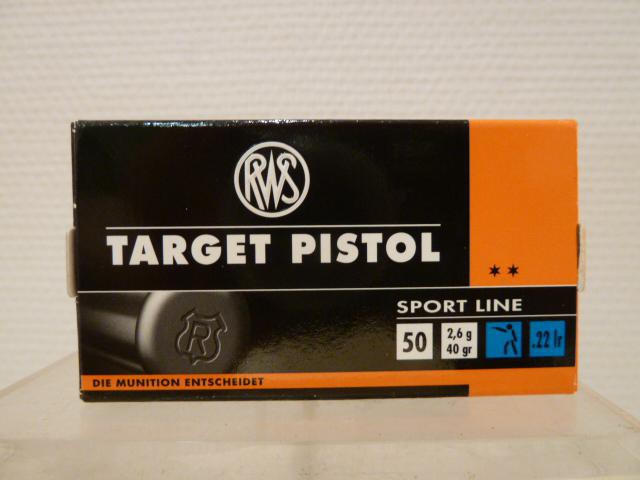 RWS
TARGET PISTOL
SPORT LINE
50
2,6 g
40 gr
.22 lr
R
DIE MUNITION ENTSCHEIDET